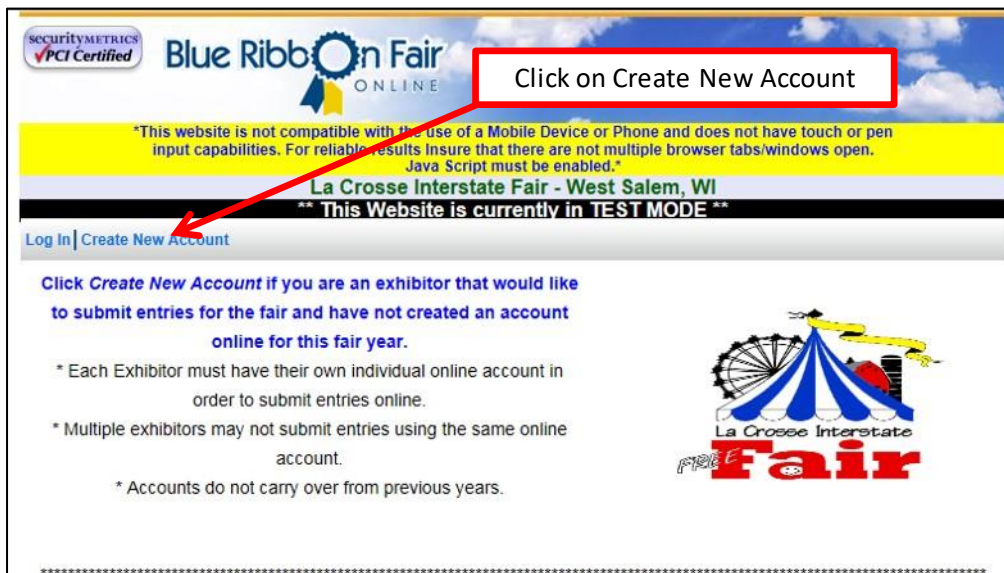 securityMETRICS
PCI Certified
Blue Ribbon Fair
ONLINE
Click on Create New Account
*This website is not compatible with the use of a Mobile Device or Phone and does not have touch or pen
input capabilities. For reliable results Insure that there are not multiple browser tabs/windows open.
Java Script must be enabled.*
La Crosse Interstate Fair - West Salem, WI
** This Website is currently in TEST MODE **
Log In| Create New Account
Click Create New Account if you are an exhibitor that would like
to submit entries for the fair and have not created an account
online for this fair year.
* Each Exhibitor must have their own individual online account in
order to submit entries online.
* Multiple exhibitors may not submit entries using the same online
account.
* Accounts do not carry over from previous years.
La Crosse Interstate
FREE Fair